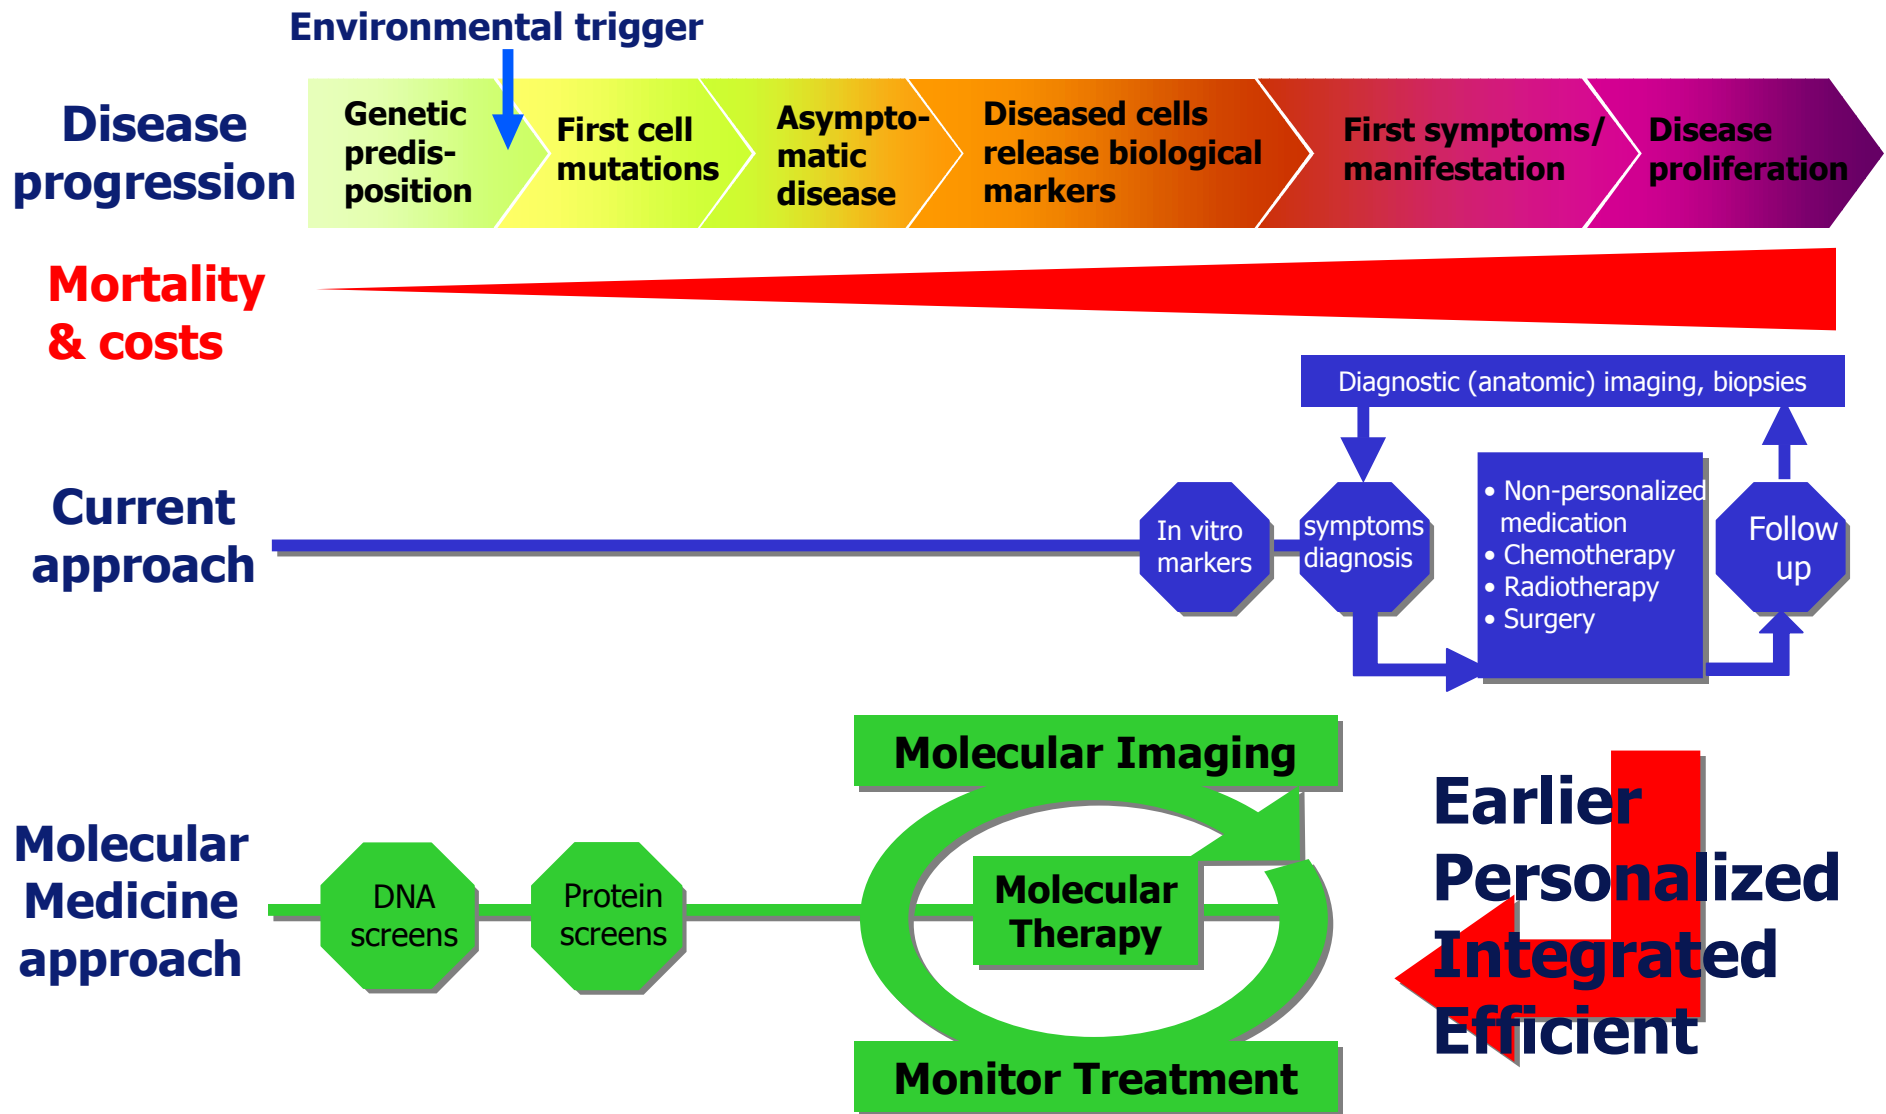 Environmental trigger
Disease
progression
Genetic
predis-
position
First cell
mutations
Asympto-
matic
disease
Diseased cells
release biological
markers
First symptoms/
manifestation
Disease
proliferation
Mortality
& costs
Diagnostic (anatomic) imaging, biopsies
Current
approach
In vitro
markers
symptoms
diagnosis
• Non-personalized
medication
• Chemotherapy
• Radiotherapy
• Surgery
Follow
up
Molecular
Medicine
approach
DNA
screens
Protein
screens
Molecular Imaging
Molecular
Therapy
Monitor Treatment
Earlier
Personalized
Integrated
Efficient